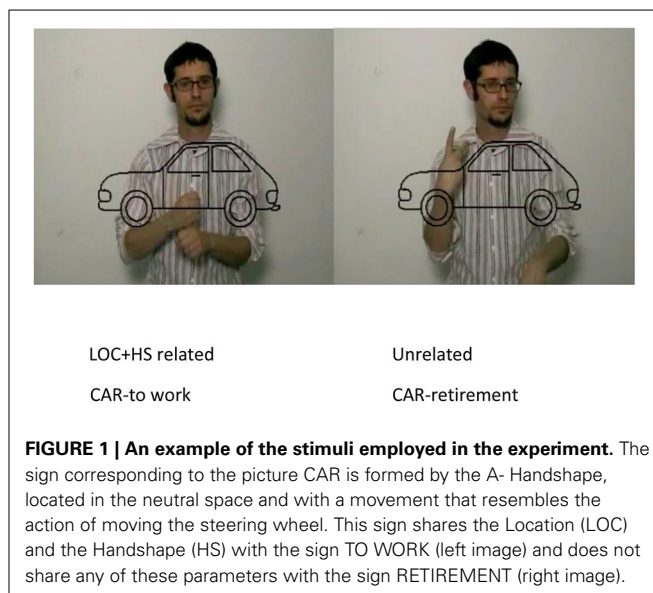 LOC+HS related
Unrelated
CAR-to work
CAR-retirement
FIGURE 1 | An example of the stimuli employed in the experiment. The
sign corresponding to the picture CAR is formed by the A- Handshape,
located in the neutral space and with a movement that resembles the
action of moving the steering wheel. This sign shares the Location (LOC)
and the Handshape (HS) with the sign TO WORK (left image) and does not
share any of these parameters with the sign RETIREMENT (right image).